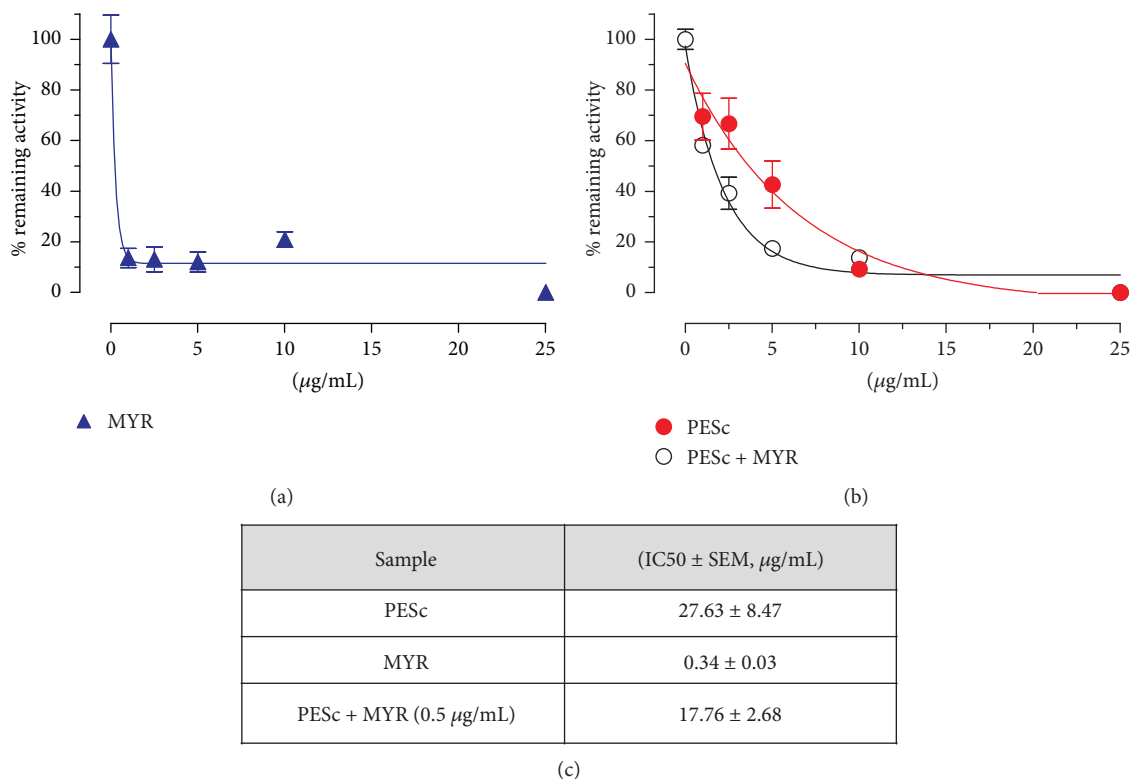 100
80
60
40
20
0
% remaining activity
0
5
10
15
20
25
(µg/mL)
MYR
(a)
100
80
60
40
20
0
% remaining activity
0
5
10
15
20
25
(µg/mL)
PESc
PESc + MYR
(b)
Sample (IC50 ± SEM, µg/mL)
PESc 27.63 ± 8.47
MYR 0.34 ± 0.03
PESc + MYR (0.5 µg/mL) 17.76 ± 2.68
(c)